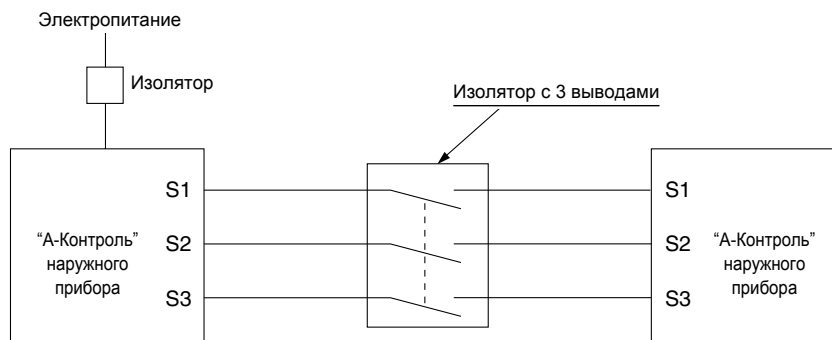 Электропитание
Изолятор
Изолятор с 3 выводами
S1
S1
“А-Контроль”
наружного
прибора
S2
S2
“А-Контроль”
наружного
прибора
S3
S3